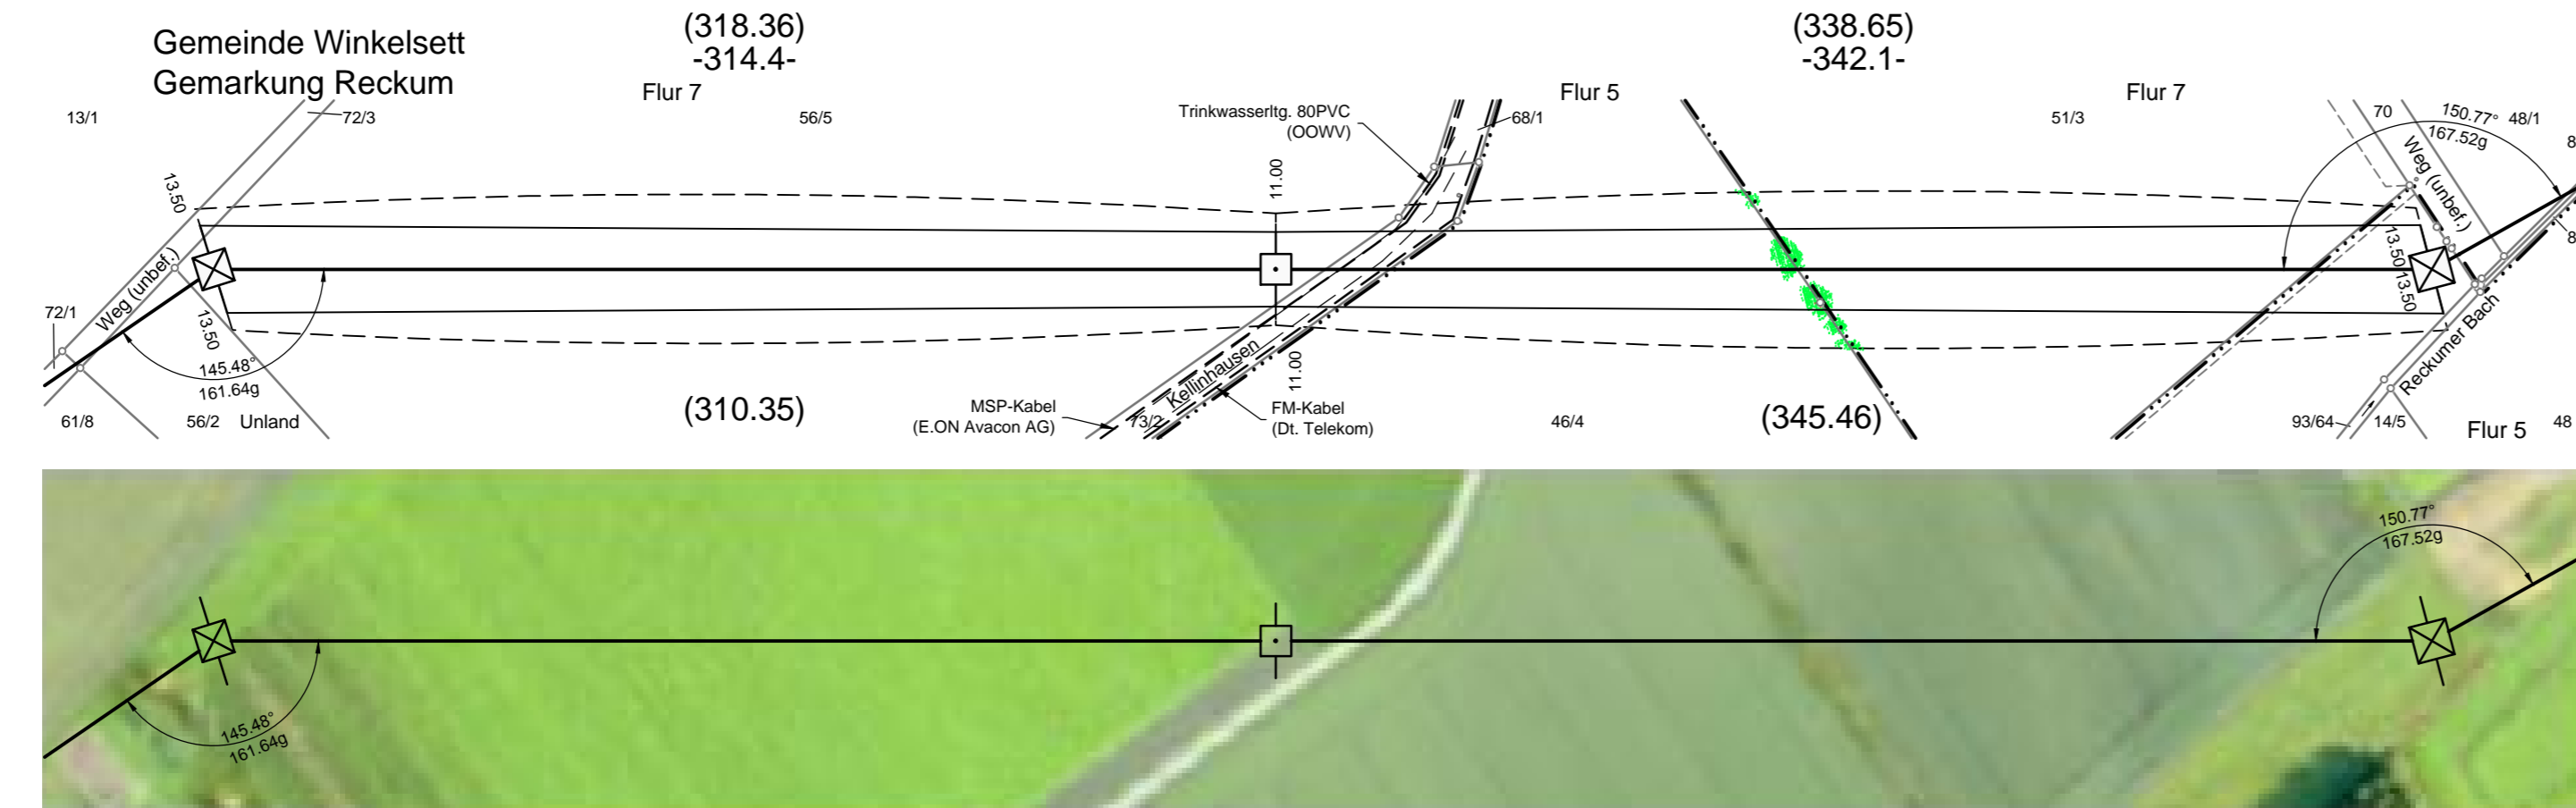 Gemeinde Winkelsett
Gemarkung Reckum
(318.36)
-314.4-
(338.65)
-342.1-
Flur 7
Flur 5
Flur 7
13/1
72/3
56/5
Trinkwasserltg. 80PVC
(OOWV)
68/1
51/3
70
150.77°
167.52g
48/1
8
13.50
11.00
Weg (unbef.)
8
Weg (unbef.)
72/1
13.50
13.50
13.50
145.48°
161.64g
61/8
56/2
Unland
(310.35)
MSP-Kabel
(E.ON Avacon AG)
73/2
Kellinhausen
11.00
FM-Kabel
(Dt. Telekom)
46/4
(345.46)
Reckumer Bach
93/64
14/5
Flur 5
48
150.77°
167.52g
145.48°
161.64g